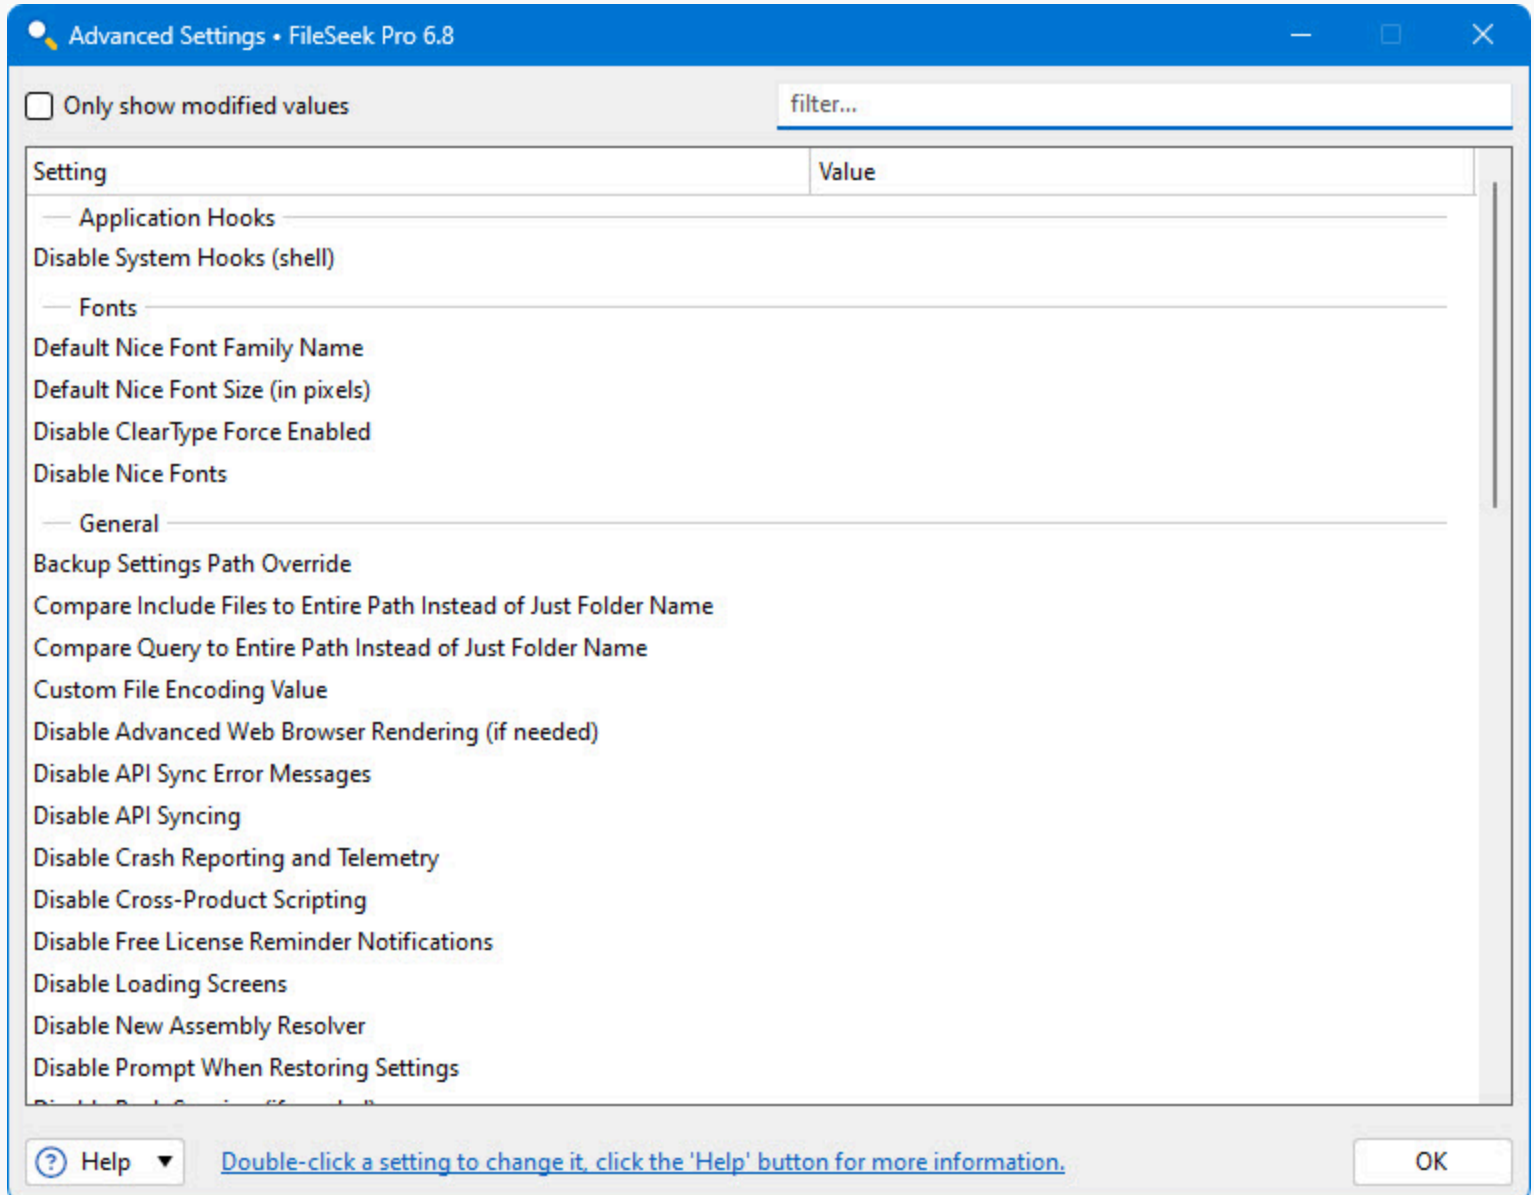 Advanced Settings • FileSeek Pro 6.8
Only show modified values
filter...
Setting Value
Application Hooks
Disable System Hooks (shell)
Fonts
Default Nice Font Family Name
Default Nice Font Size (in pixels)
Disable ClearType Force Enabled
Disable Nice Fonts
General
Backup Settings Path Override
Compare Include Files to Entire Path Instead of Just Folder Name
Compare Query to Entire Path Instead of Just Folder Name
Custom File Encoding Value
Disable Advanced Web Browser Rendering (if needed)
Disable API Sync Error Messages
Disable API Syncing
Disable Crash Reporting and Telemetry
Disable Cross-Product Scripting
Disable Free License Reminder Notifications
Disable Loading Screens
Disable New Assembly Resolver
Disable Prompt When Restoring Settings
? Help ▼
Double-click a setting to change it, click the 'Help' button for more information.
OK